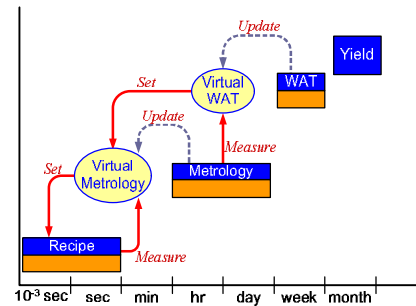 Update
Yield
Set
Virtual
WAT
WAT
Update
Virtual
Metrology
Metrology
Measure
Set
Recipe
Measure
10-³ sec sec min hr day week month